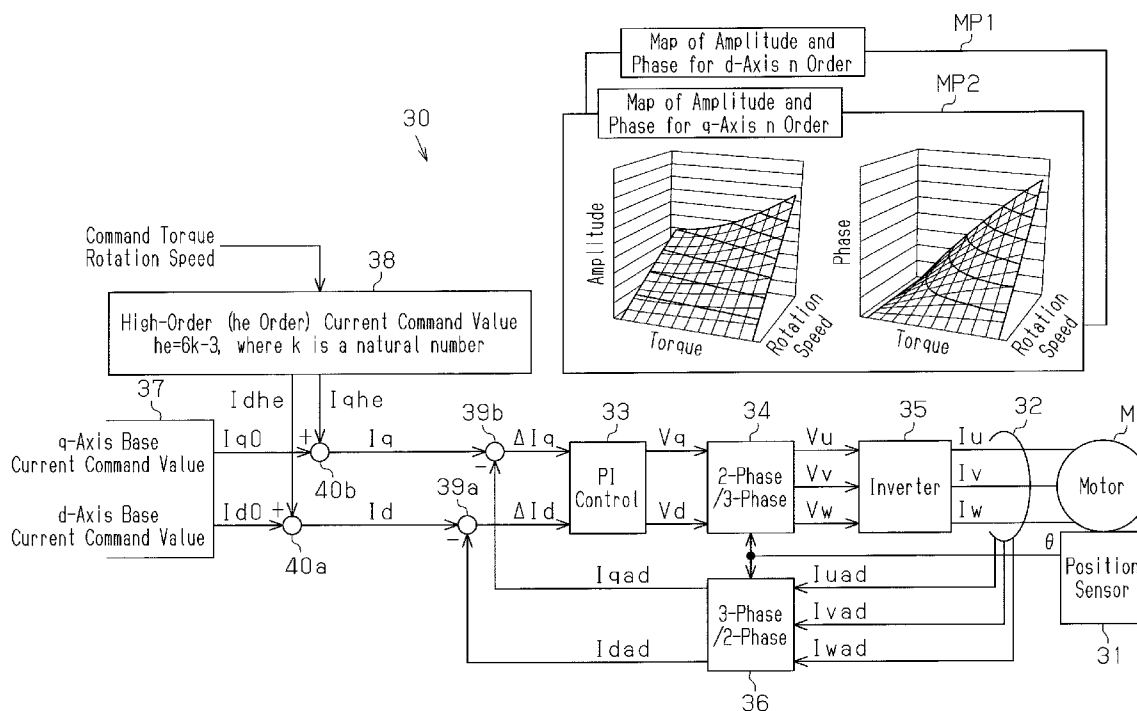 MP1
Map of Amplitude and
Phase for d-Axis n Order
MP2
Map of Amplitude and
Phase for q-Axis n Order
30
Amplitude
Torque
Rotation
Speed
Phase
Torque
Rotation
Speed
Command Torque
Rotation Speed
38
High-Order (he Order) Current Command Value
he=6k-3, where k is a natural number
Idhe
Iqhe
37
q-Axis Base
Current Command Value
d-Axis Base
Current Command Value
Iq0
+
Iq
40b
Id0
+
Id
40a
39b
-
ΔIq
39a
-
ΔId
33
PI
Control
Vq
Vd
34
2-Phase
/3-Phase
Vu
Vv
Vw
35
Inverter
32
Iu
Iv
Iw
M
Motor
θ
Position
Sensor
31
Iqad
Idad
3-Phase
/2-Phase
36
Iuad
Ivad
Iwad